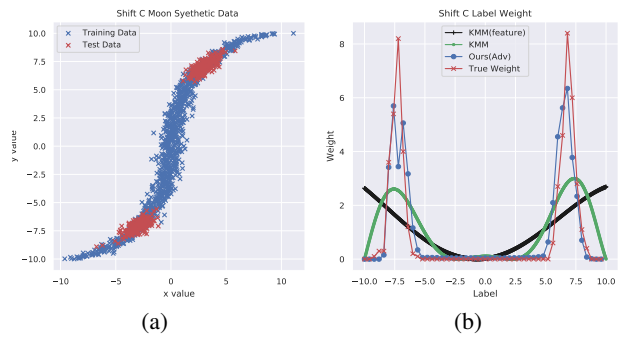 Shift C Moon Syethetic Data
Training Data
Test Data
10.0
7.5
5.0
2.5
0.0
−2.5
−5.0
−7.5
−10.0
y value
−10
−5
0
5
10
x value
(a)
Shift C Label Weight
KMM(feature)
KMM
Ours(Adv)
True Weight
8
6
4
2
0
Weight
−10.0
−7.5
−5.0
−2.5
0.0
2.5
5.0
7.5
10.0
Label
(b)